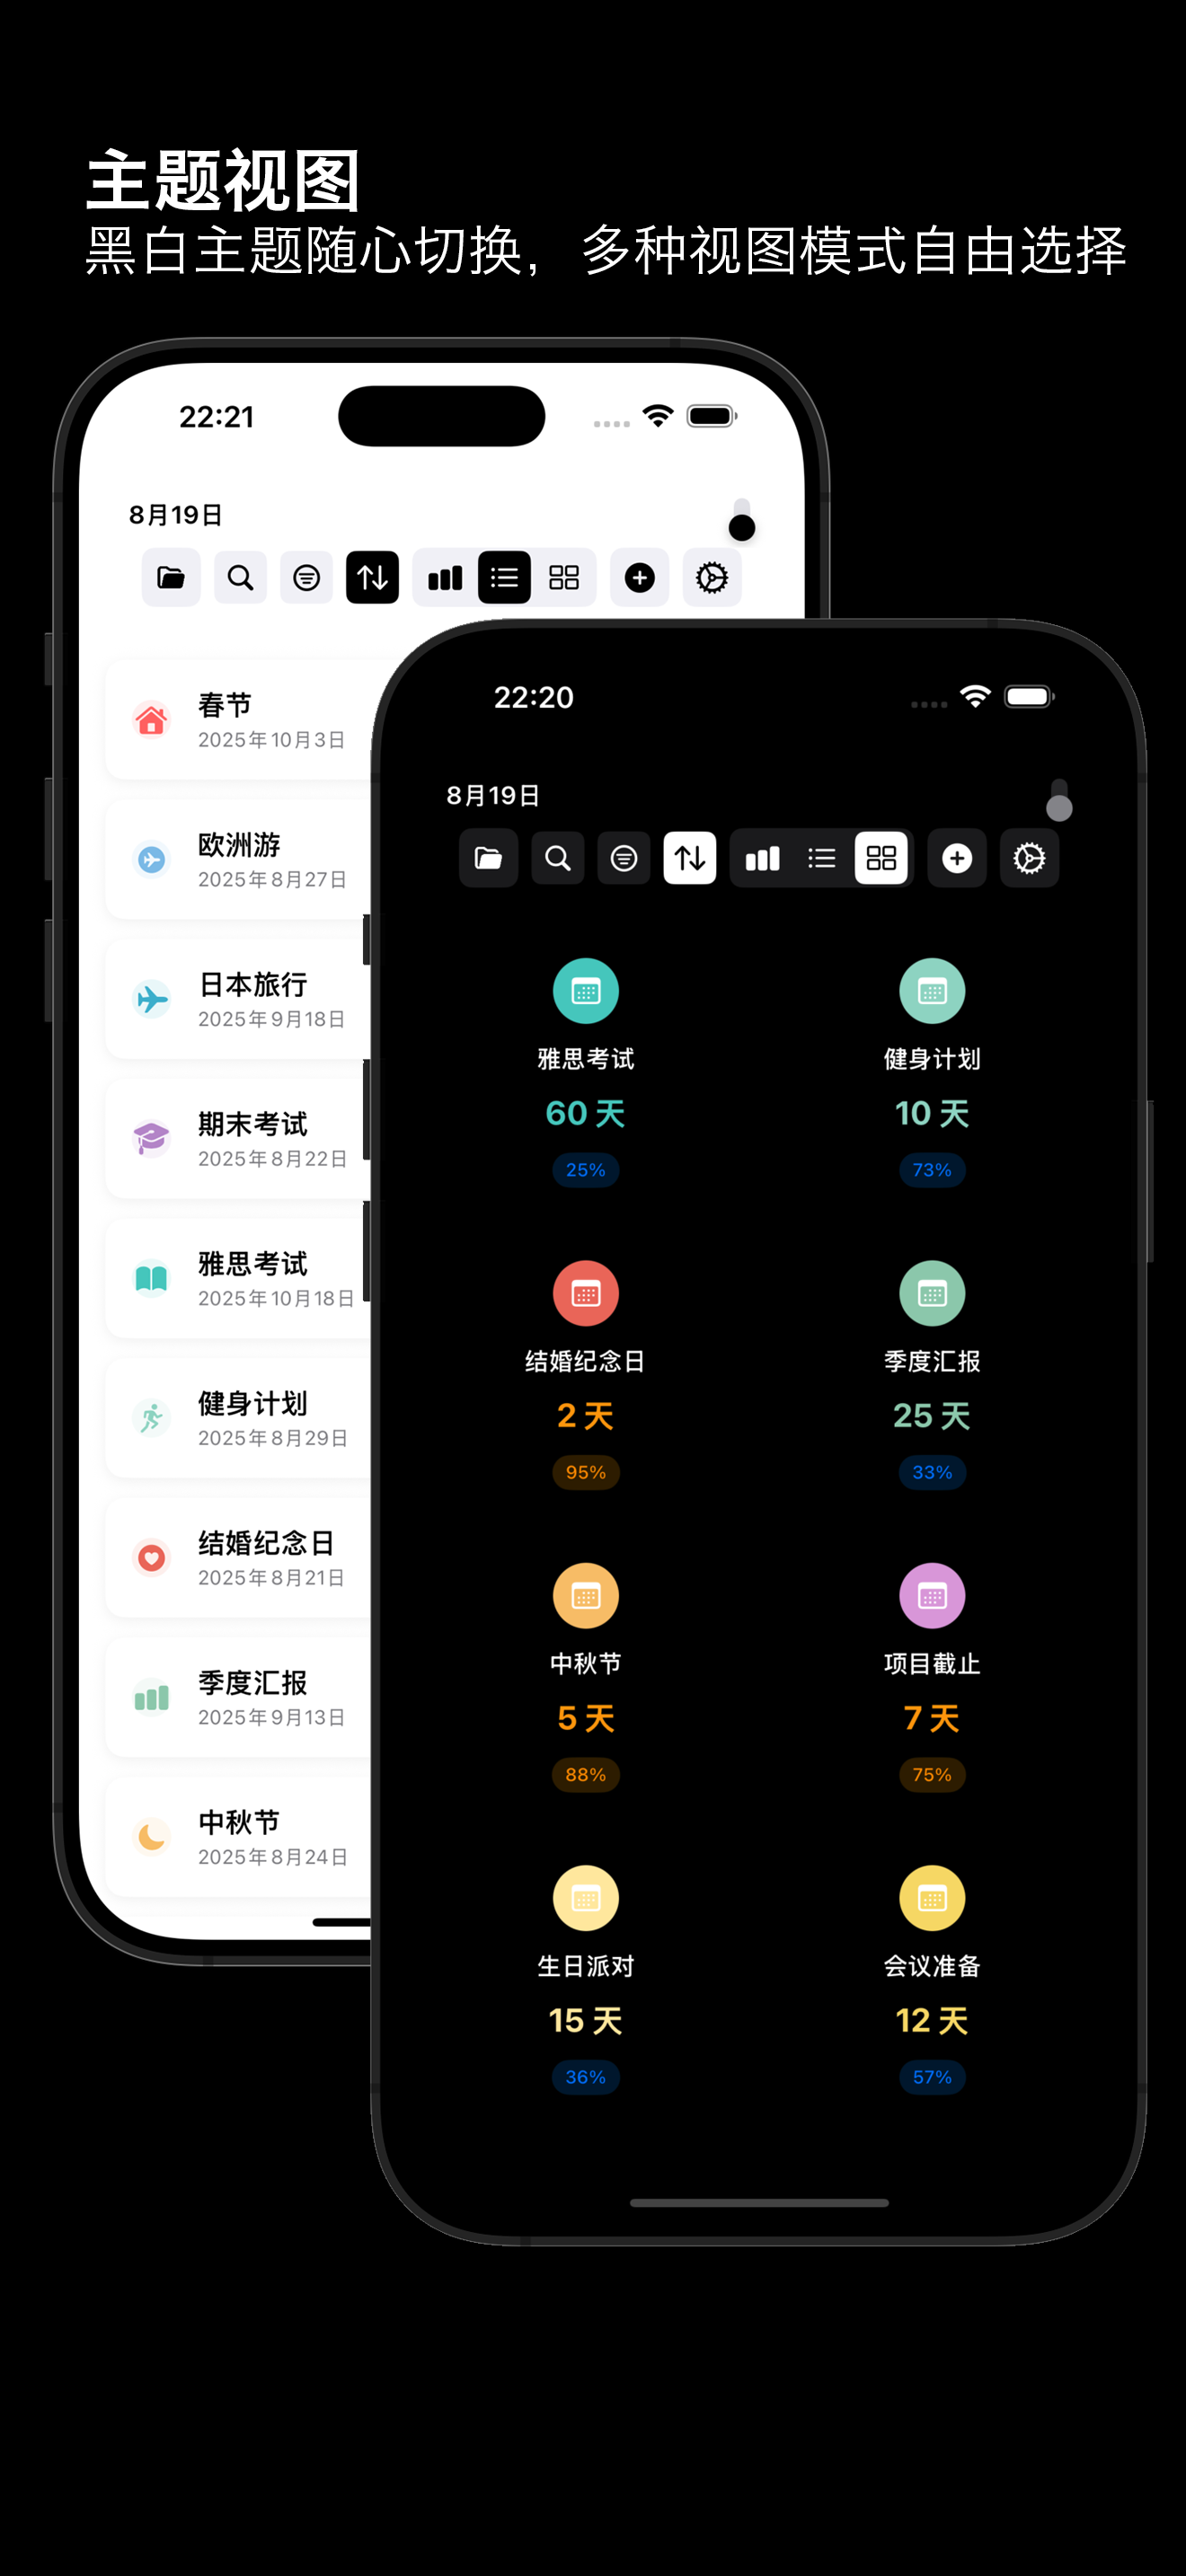 主题视图
黑白主题随心切换，多种视图模式自由选择
22:21
8月19日
春节
2025年10月3日
欧洲游
2025年8月27日
日本旅行
2025年9月18日
期末考试
2025年8月22日
雅思考试
2025年10月18日
健身计划
2025年8月29日
结婚纪念日
2025年8月21日
季度汇报
2025年9月13日
中秋节
2025年8月24日
22:20
8月19日
雅思考试
60 天
25%
健身计划
10 天
73%
结婚纪念日
2 天
95%
季度汇报
25 天
33%
中秋节
5 天
88%
项目截止
7 天
75%
生日派对
15 天
36%
会议准备
12 天
57%